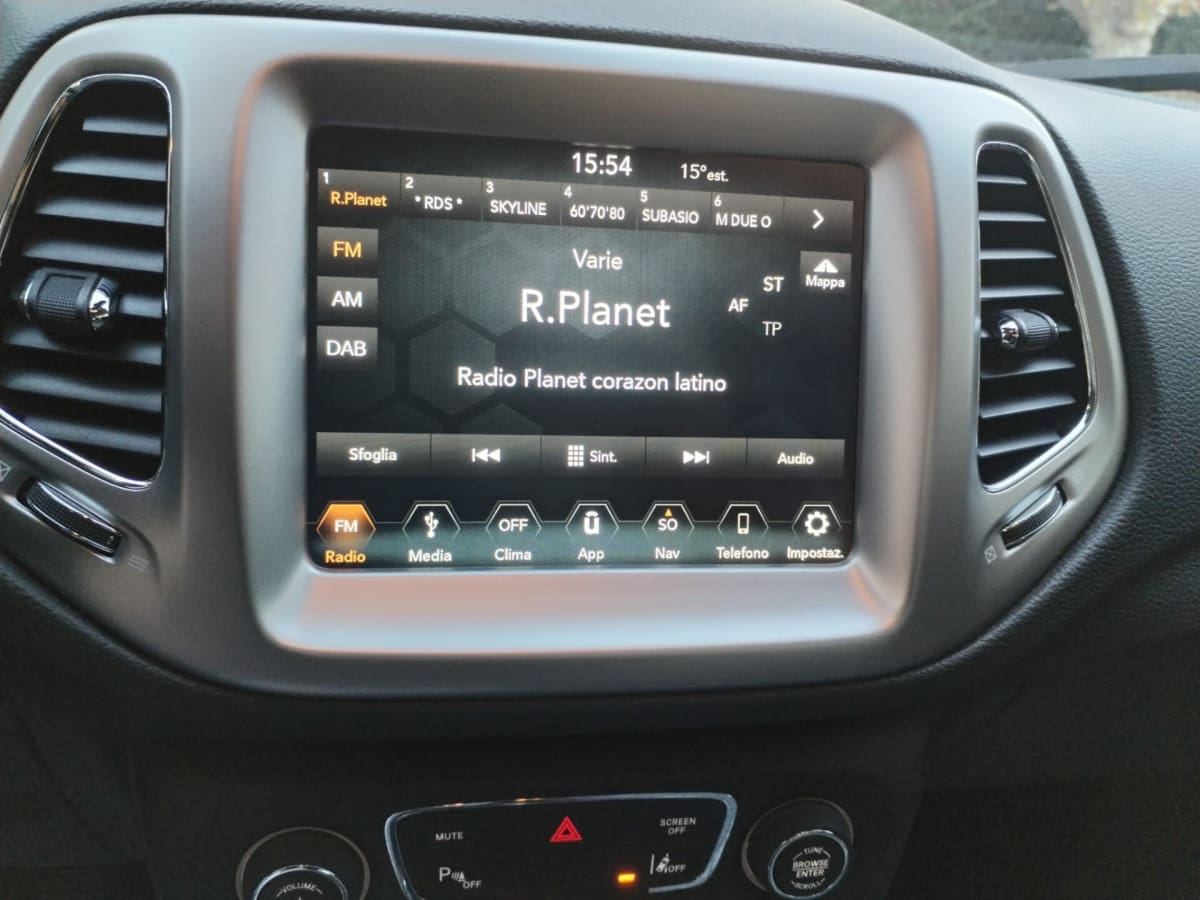 15:54 15°est.
1 R.Planet 2 *RDS* 3 SKYLINE 4 60'70'80 5 SUBASIO 6 M DUE O
FM
AM
DAB
Varie
R.Planet
Radio Planet corazon latino
ST
AF
TP
Mappa
Sfoglia Sint. Audio
FM OFF SO
Radio Media Clima App Nav Telefono Impostaz.
MUTE
SCREEN
OFF
P OFF
OFF
VOLUME
TUNE
BROWSE
ENTER
SCROLL